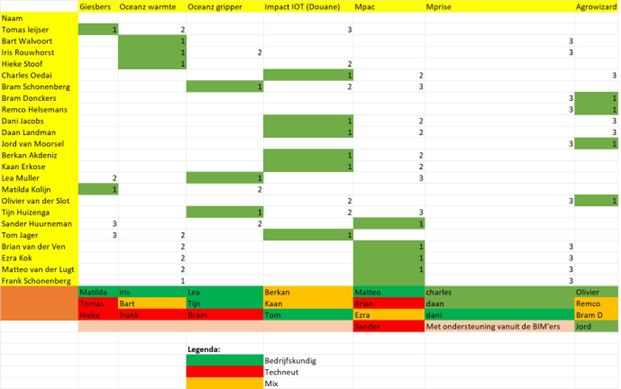 Giesbers Oceanz warmte Oceanz gripper Impact IOT (Douane) Mpac Mprise Agrowizard
Naam
Tomas leijser 1 2 3
Bart Walvoort 1 3
Iris Rouwhorst 1 2 3
Hieke Stoof 1 2
Charles Oedai 1 2 3
Bram Schonenberg 1 2 3
Bram Donckers 3 1
Remco Helsemans 3 1
Dani Jacobs 1 2 3
Daan Landman 1 2 3
Jord van Moorsel 3 1
Berkan Akdeniz 1 2
Kaan Erkose 1 2
Lea Muller 2 1 3
Matilda Kolijn 1 2
Olivier van der Slot 2 3 1
Tijn Huizenga 1 2 3
Sander Huurneman 3 2 1
Tom Jager 3 2 1
Brian van der Ven 2 1 3
Ezra Kok 2 1 3
Matteo van der Lugt 2 1 3
Frank Schonenberg 1 3
Matilda iris Lea Berkan Matteo charles Olivier
Tomas Bart Tijn Kaan Brian daan Remco
Hieke frank Bram Tom Ezra dani Bram D
Sander Met ondersteuning vanuit de BIM'ers Jord
Legenda:
Bedrijfskundig
Techneut
Mix